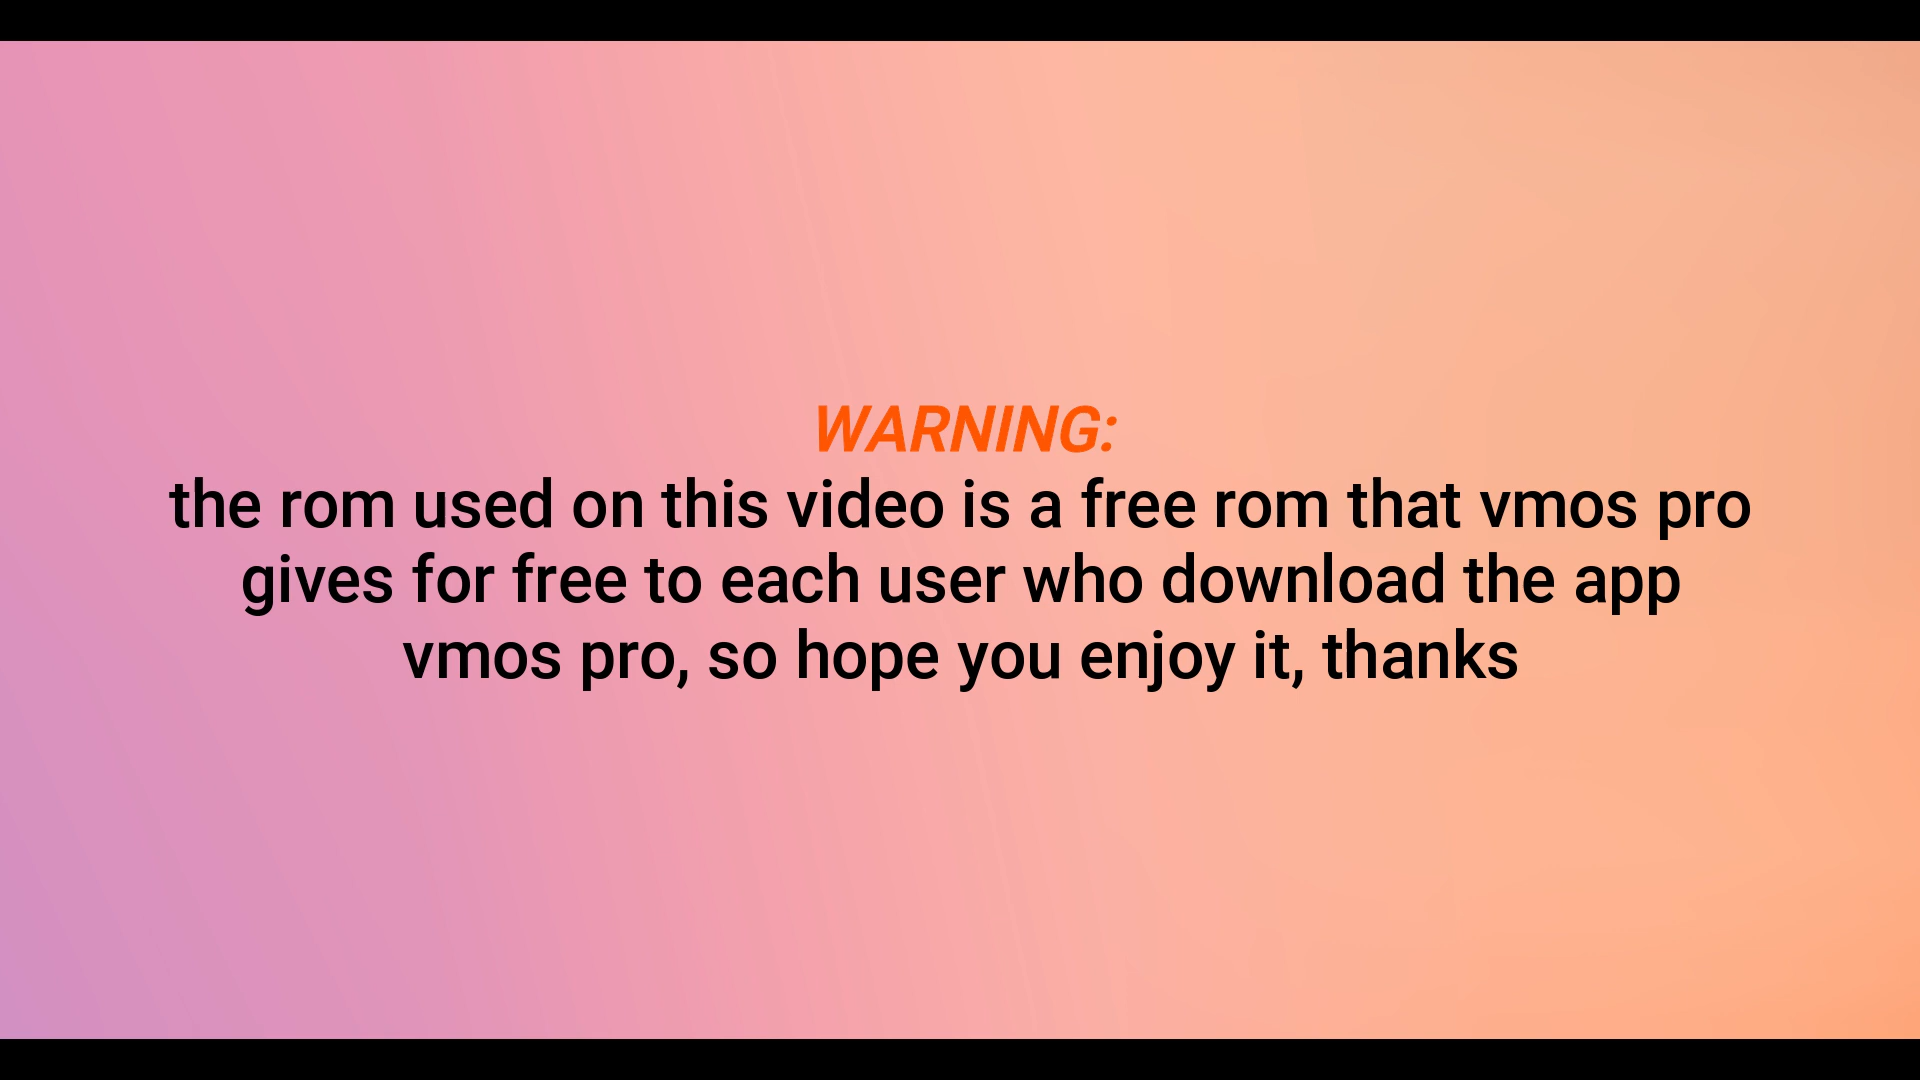 WARNING:
the rom used on this video is a free rom that vmos pro
gives for free to each user who download the app
vmos pro, so hope you enjoy it, thanks